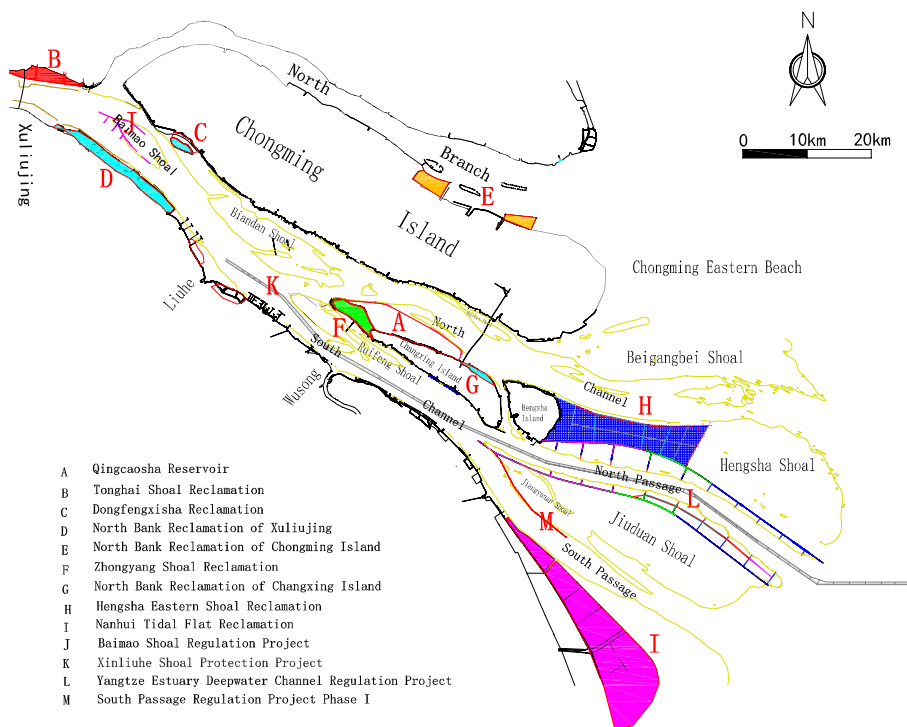 N
0 10km 20km
B
North
Xuliujing
J
Baimao Shoal
C
Chongming
Branch
D
E
Biandan Shoal
Island
Chongming Eastern Beach
K
Liuhe
F
A
North
South
Ruifeng Shoal
Changxing Island
Beigangbei Shoal
G
Wusong
Channel
Channel
Hengsha
Island
H
North Passage
Hengsha Shoal
L
Jiangyanan Shoal
M
Jiuduan Shoal
South Passage
I
A Qingcaosha Reservoir
B Tonghai Shoal Reclamation
C Dongfengxisha Reclamation
D North Bank Reclamation of Xuliujing
E North Bank Reclamation of Chongming Island
F Zhongyang Shoal Reclamation
G North Bank Reclamation of Changxing Island
H Hengsha Eastern Shoal Reclamation
I Nanhui Tidal Flat Reclamation
J Baimao Shoal Regulation Project
K Xinliuhe Shoal Protection Project
L Yangtze Estuary Deepwater Channel Regulation Project
M South Passage Regulation Project Phase I